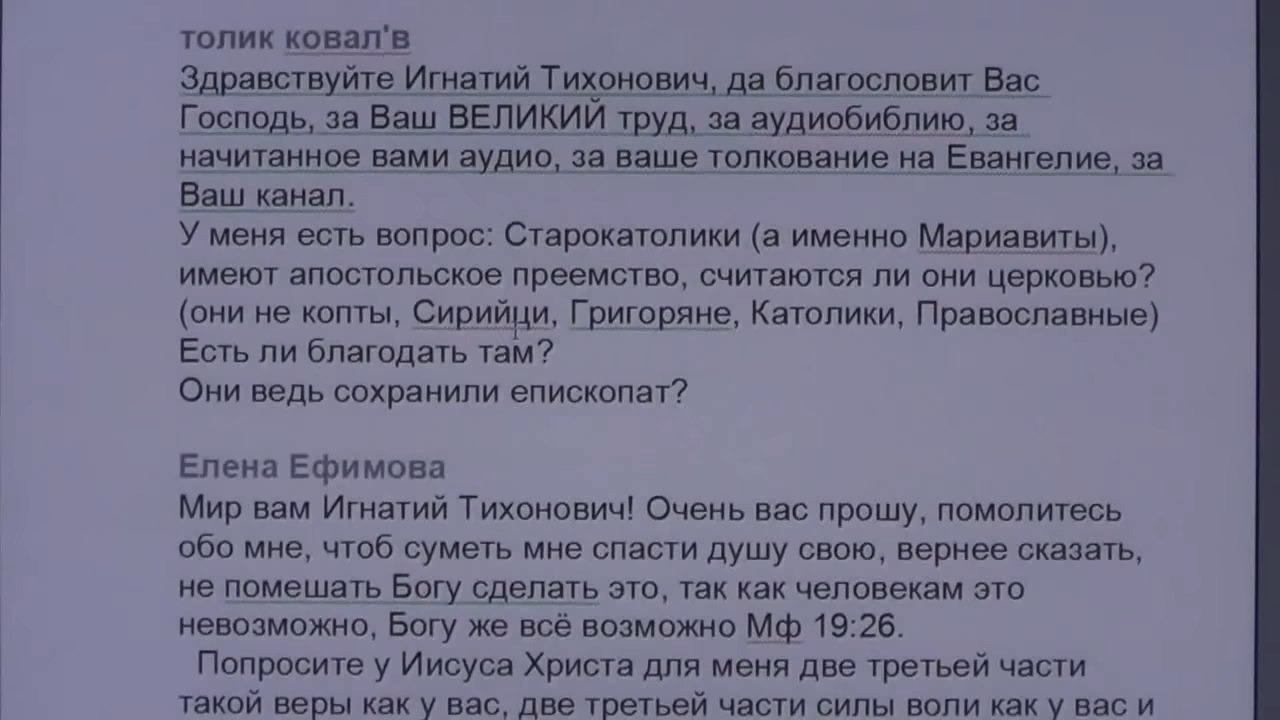 толик ковал'в
Здравствуйте Игнатий Тихонович, да благословит Вас
Господь, за Ваш ВЕЛИКИЙ труд, за аудиобиблию, за
начитанное вами аудио, за ваше толкование на Евангелие, за
Ваш канал.
У меня есть вопрос: Старокатолики (а именно Мариавиты),
имеют апостольское преемство, считаются ли они церковью?
(они не копты, Сирийци, Григоряне, Католики, Православные)
Есть ли благодать там?
Они ведь сохранили епископат?
Елена Ефимова
Мир вам Игнатий Тихонович! Очень вас прошу, помолитесь
обо мне, чтоб суметь мне спасти душу свою, вернее сказать,
не помешать Богу сделать это, так как человекам это
невозможно, Богу же всё возможно Мф 19:26.
Попросите у Иисуса Христа для меня две третьей части
такой веры как у вас, две третьей части силы воли как у вас и